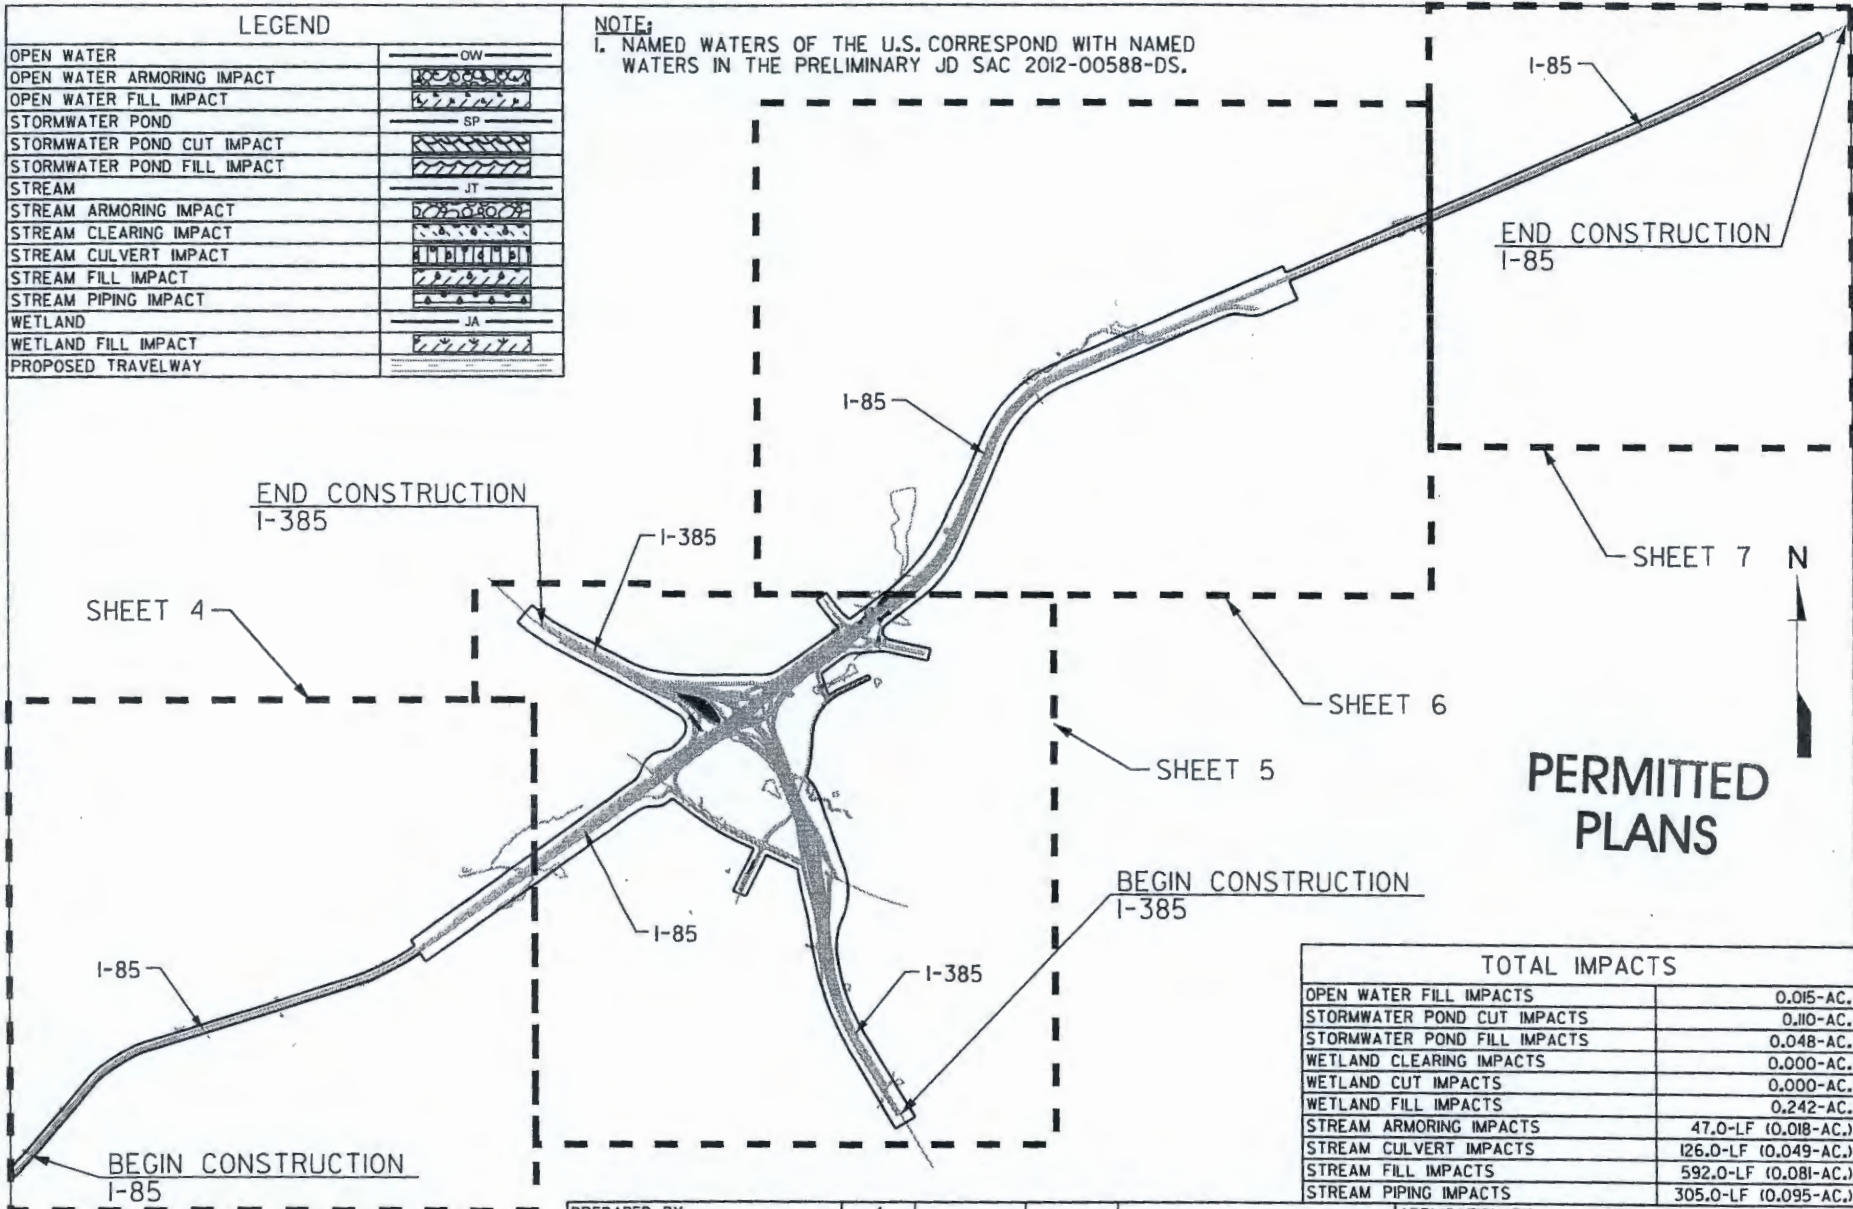 LEGEND
OPEN WATER OW
OPEN WATER ARMORING IMPACT
OPEN WATER FILL IMPACT
STORMWATER POND SP
STORMWATER POND CUT IMPACT
STORMWATER POND FILL IMPACT
STREAM JT
STREAM ARMORING IMPACT
STREAM CLEARING IMPACT
STREAM CULVERT IMPACT
STREAM FILL IMPACT
STREAM PIPING IMPACT
WETLAND JA
WETLAND FILL IMPACT
PROPOSED TRAVELWAY
NOTE:
1. NAMED WATERS OF THE U.S. CORRESPOND WITH NAMED
WATERS IN THE PRELIMINARY JD SAC 2012-00588-DS.
I-85
END CONSTRUCTION
I-85
I-85
END CONSTRUCTION
I-385
I-385
SHEET 7
N
SHEET 4
SHEET 6
SHEET 5
PERMITTED
PLANS
BEGIN CONSTRUCTION
I-385
I-85
I-85
I-385
BEGIN CONSTRUCTION
I-85
TOTAL IMPACTS
OPEN WATER FILL IMPACTS 0.015-AC.
STORMWATER POND CUT IMPACTS 0.110-AC.
STORMWATER POND FILL IMPACTS 0.048-AC.
WETLAND CLEARING IMPACTS 0.000-AC.
WETLAND CUT IMPACTS 0.000-AC.
WETLAND FILL IMPACTS 0.242-AC.
STREAM ARMORING IMPACTS 47.0-LF (0.018-AC.)
STREAM CULVERT IMPACTS 126.0-LF (0.049-AC.)
STREAM FILL IMPACTS 592.0-LF (0.081-AC.)
STREAM PIPING IMPACTS 305.0-LF (0.095-AC.)